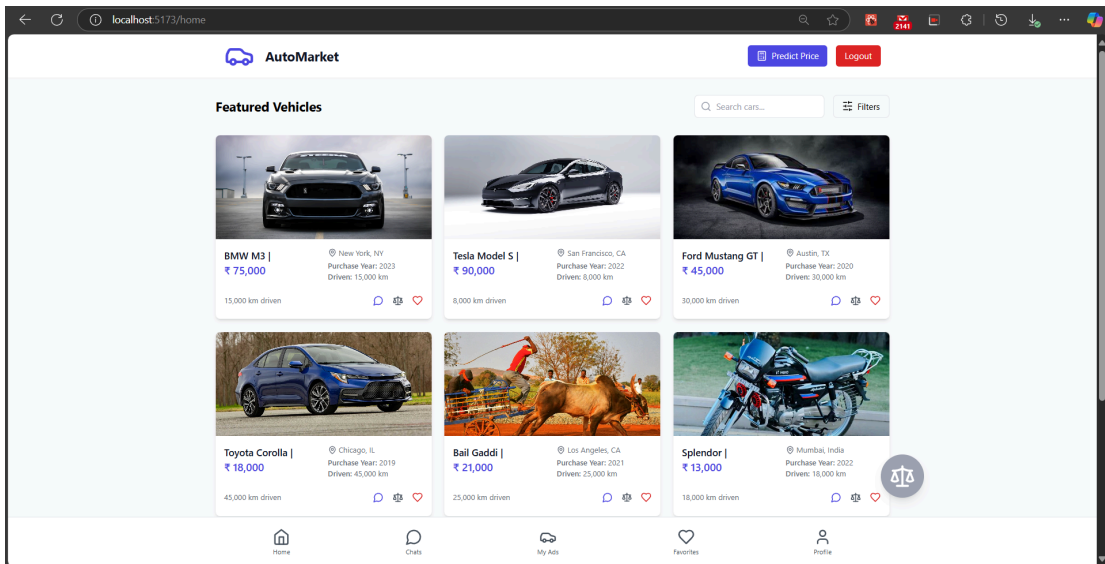 localhost:5173/home
2141
AutoMarket
Predict Price
Logout
Featured Vehicles
Search cars...
Filters
BMW M3 |
₹ 75,000
New York, NY
Purchase Year: 2023
Driven: 15,000 km
15,000 km driven
Tesla Model S |
₹ 90,000
San Francisco, CA
Purchase Year: 2022
Driven: 8,000 km
8,000 km driven
Ford Mustang GT |
₹ 45,000
Austin, TX
Purchase Year: 2020
Driven: 30,000 km
30,000 km driven
Toyota Corolla |
₹ 18,000
Chicago, IL
Purchase Year: 2019
Driven: 45,000 km
45,000 km driven
Bail Gaddi |
₹ 21,000
Los Angeles, CA
Purchase Year: 2021
Driven: 25,000 km
25,000 km driven
Splendor |
₹ 13,000
Mumbai, India
Purchase Year: 2022
Driven: 18,000 km
18,000 km driven
Home
Chats
My Ads
Favorites
Profile